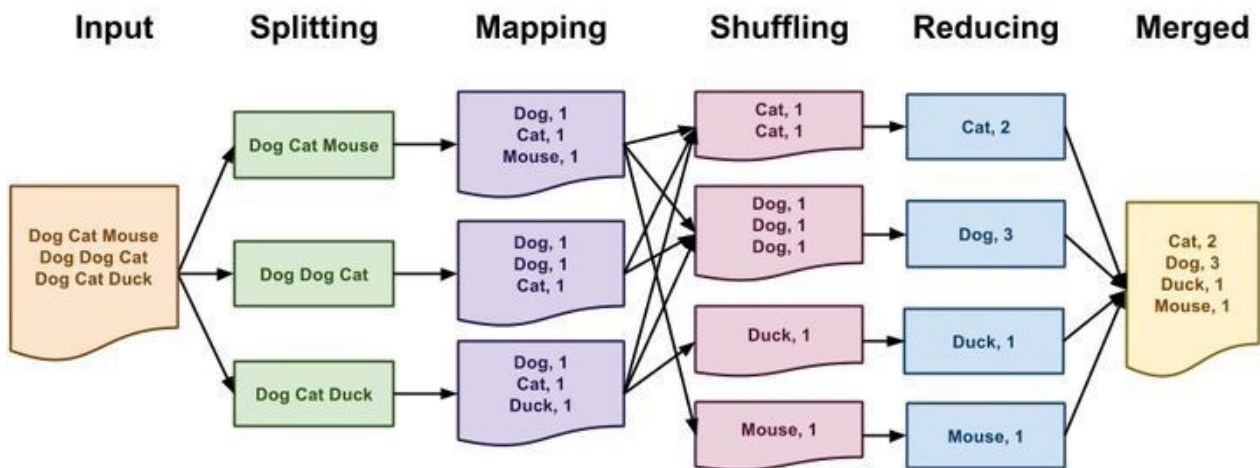 Input
Splitting
Mapping
Shuffling
Reducing
Merged
Dog Cat Mouse
Dog Dog Cat
Dog Cat Duck
Dog Cat Mouse
Dog Dog Cat
Dog Cat Duck
Dog, 1
Cat, 1
Mouse, 1
Dog, 1
Dog, 1
Cat, 1
Dog, 1
Cat, 1
Duck, 1
Cat, 1
Cat, 1
Dog, 1
Dog, 1
Dog, 1
Duck, 1
Mouse, 1
Cat, 2
Dog, 3
Duck, 1
Mouse, 1
Cat, 2
Dog, 3
Duck, 1
Mouse, 1